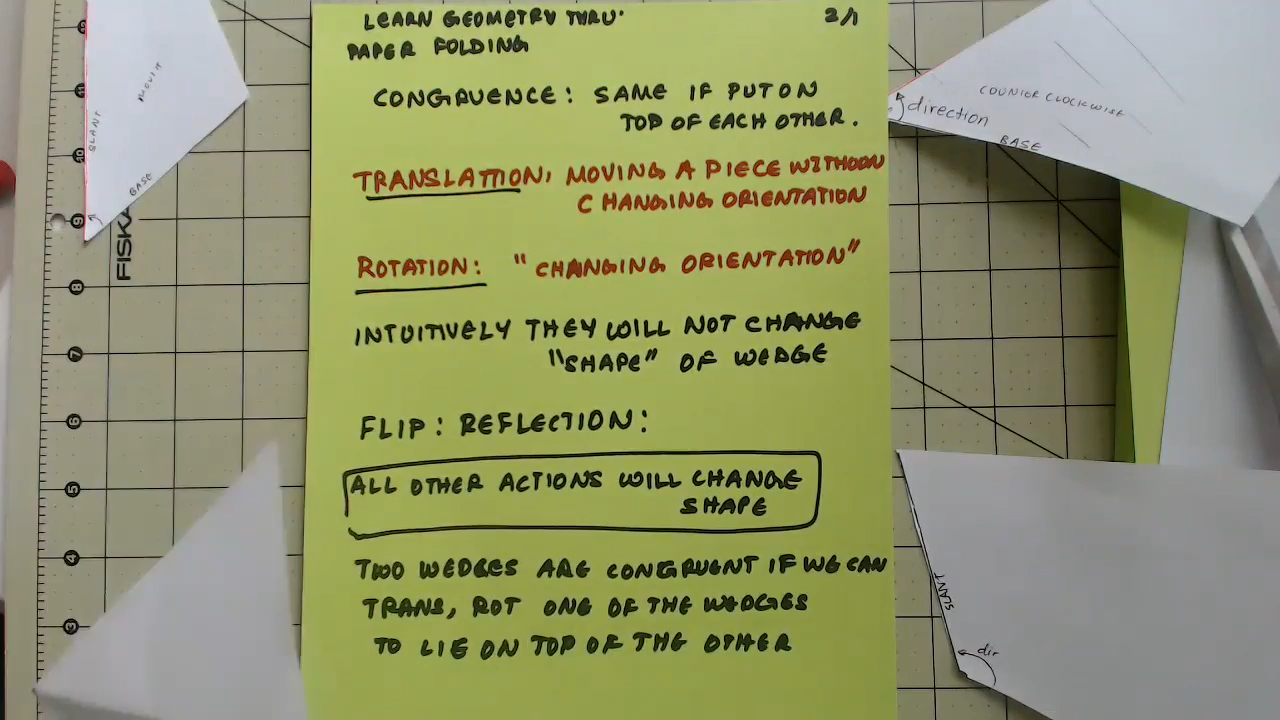 LEARN GEOMETRY THRU' 2/1
PAPER FOLDING
CONGRUENCE: SAME IF PUT ON
TOP OF EACH OTHER.
TRANSLATION, MOVING A PIECE WITHOUT
CHANGING ORIENTATION
ROTATION: "CHANGING ORIENTATION"
INTUITIVELY THEY WILL NOT CHANGE
"SHAPE" OF WEDGE
FLIP: REFLECTION:
ALL OTHER ACTIONS WILL CHANGE
SHAPE
TWO WEDGES ARE CONGRUENT IF WE CAN
TRANS, ROT ONE OF THE WEDGES
TO LIE ON TOP OF THE OTHER
SLANT
BASE
FISKA
11
10
9
8
7
6
5
4
3
COUNTER CLOCKWISE
direction
BASE
SLANT
dir